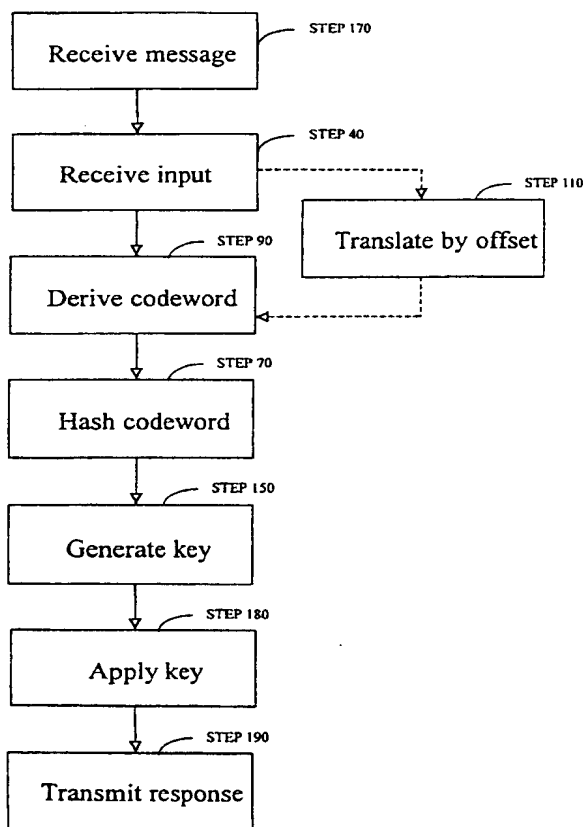 STEP 170
Receive message
STEP 40
Receive input
STEP 110
Translate by offset
STEP 90
Derive codeword
STEP 70
Hash codeword
STEP 150
Generate key
STEP 180
Apply key
STEP 190
Transmit response